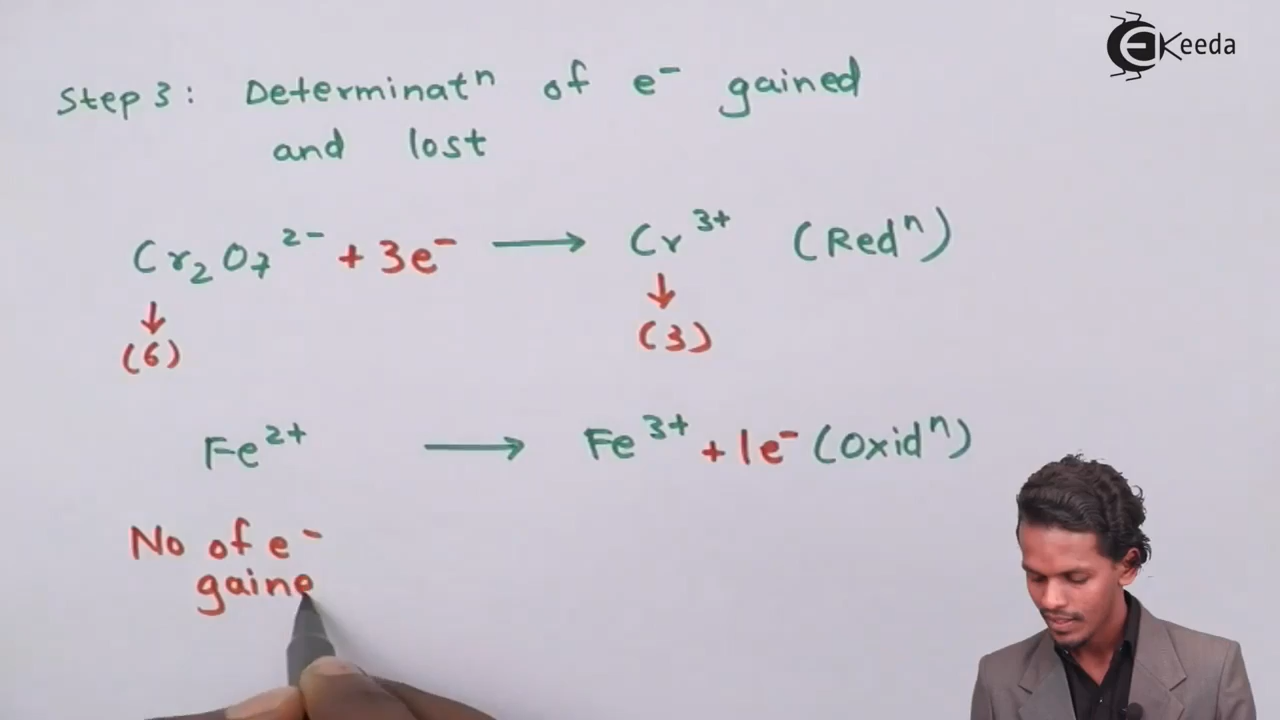 EKeeda
Step 3: Determinatⁿ of e⁻ gained
and lost
Cr₂O₇²⁻ + 3e⁻ ⟶ Cr³⁺ (Redⁿ)
↓ ↓
(6) (3)
Fe²⁺ ⟶ Fe³⁺ + 1e⁻ (Oxidⁿ)
No of e⁻
gaine